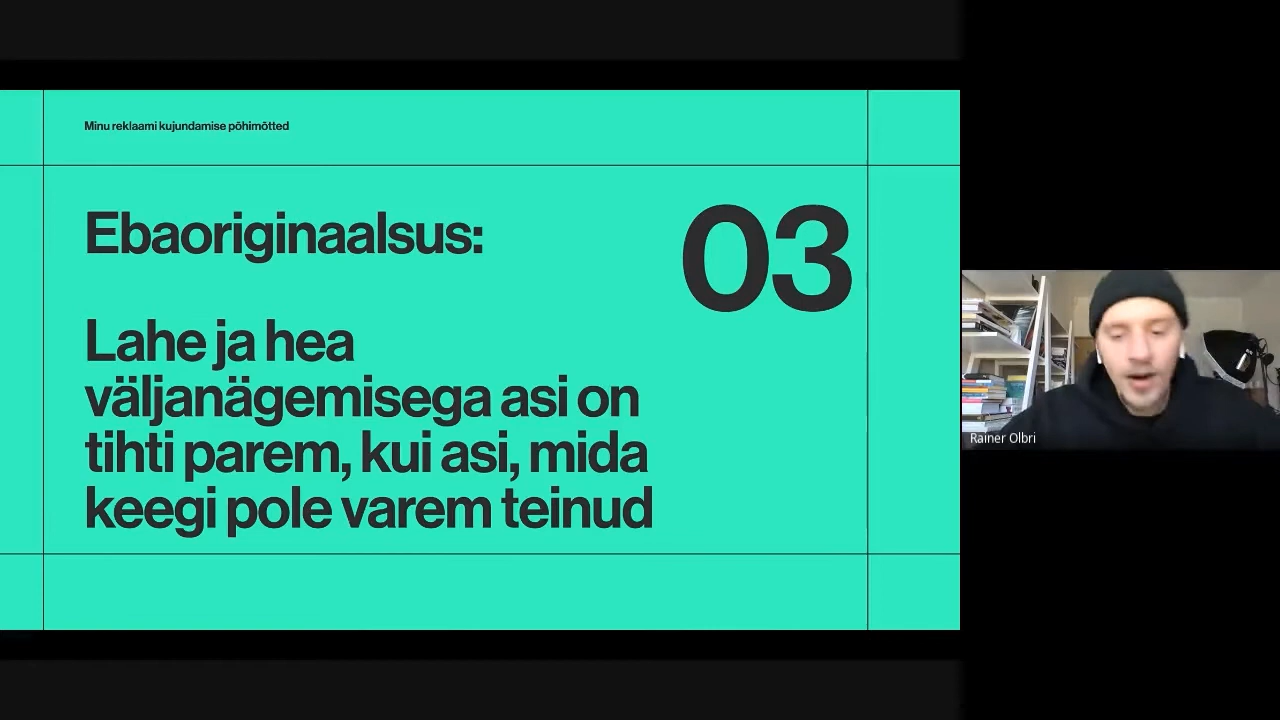 Minu reklaami kujundamise põhimõtted
Ebaoriginaalsus:
03
Lahe ja hea
väljanägemisega asi on
tihti parem, kui asi, mida
keegi pole varem teinud
Rainer Olbri